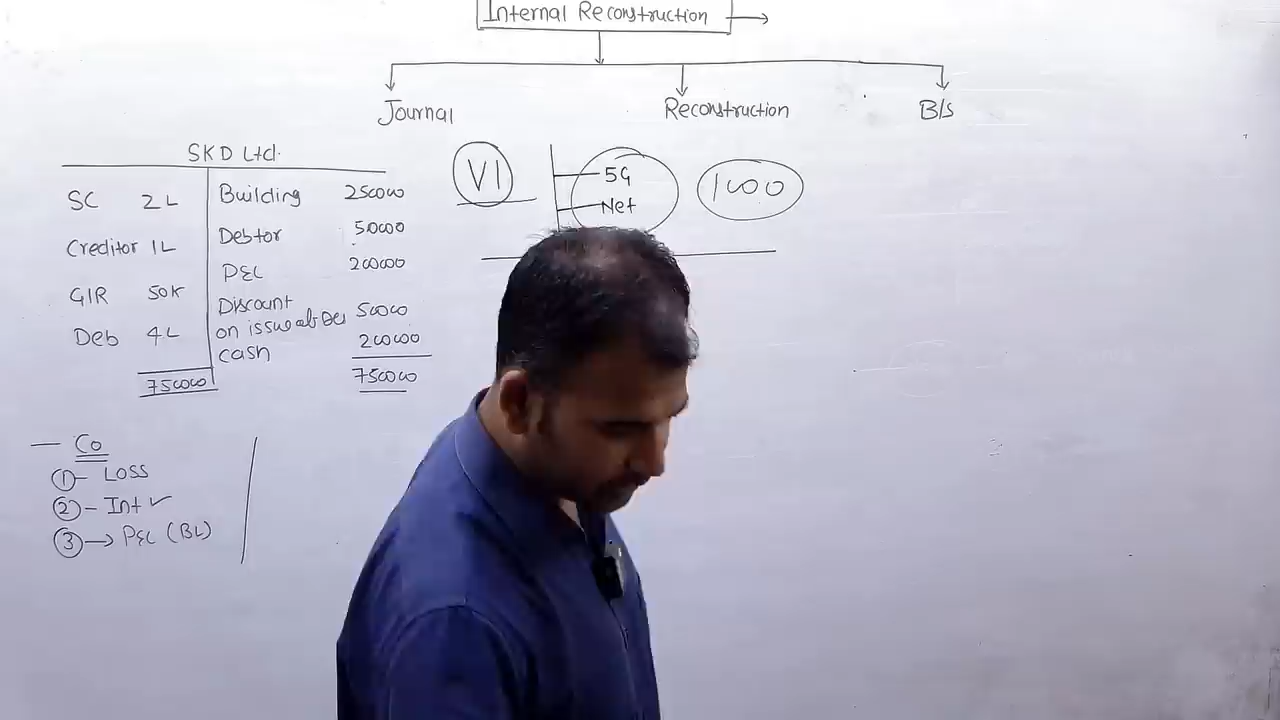 Internal Reconstruction
Journal Reconstruction B/s
SKD Ltd.
SC 2L Building 250000
Creditor 1L Debtor 50000
GIR 50K P&L 200000
Deb 4L Discount on issue of Der 50000
cash 200000
750000 750000
VI 5G 1000
Net
— Co
① - Loss
② - Int ✓
③ → P&L (BL)